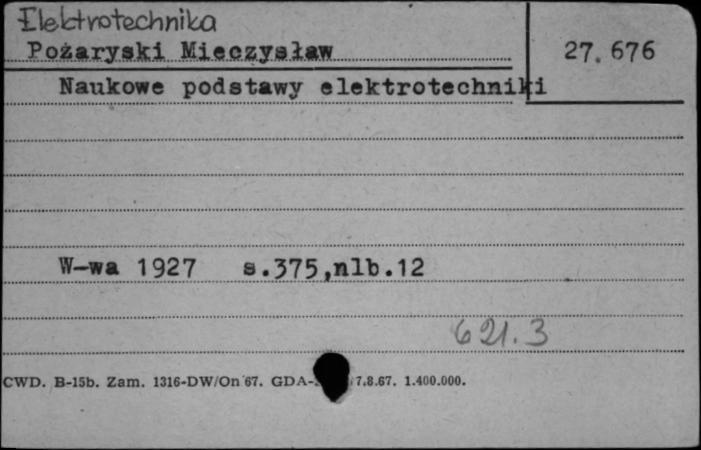 Elektrotechnika
Pożaryski Mieczysław
27.676
Naukowe podstawy elektrotechniki
W-wa 1927 s.375,nlb.12
621.3
CWD. B-15b. Zam. 1316-DW/On 67. GDA- 7.8.67. 1.400.000.